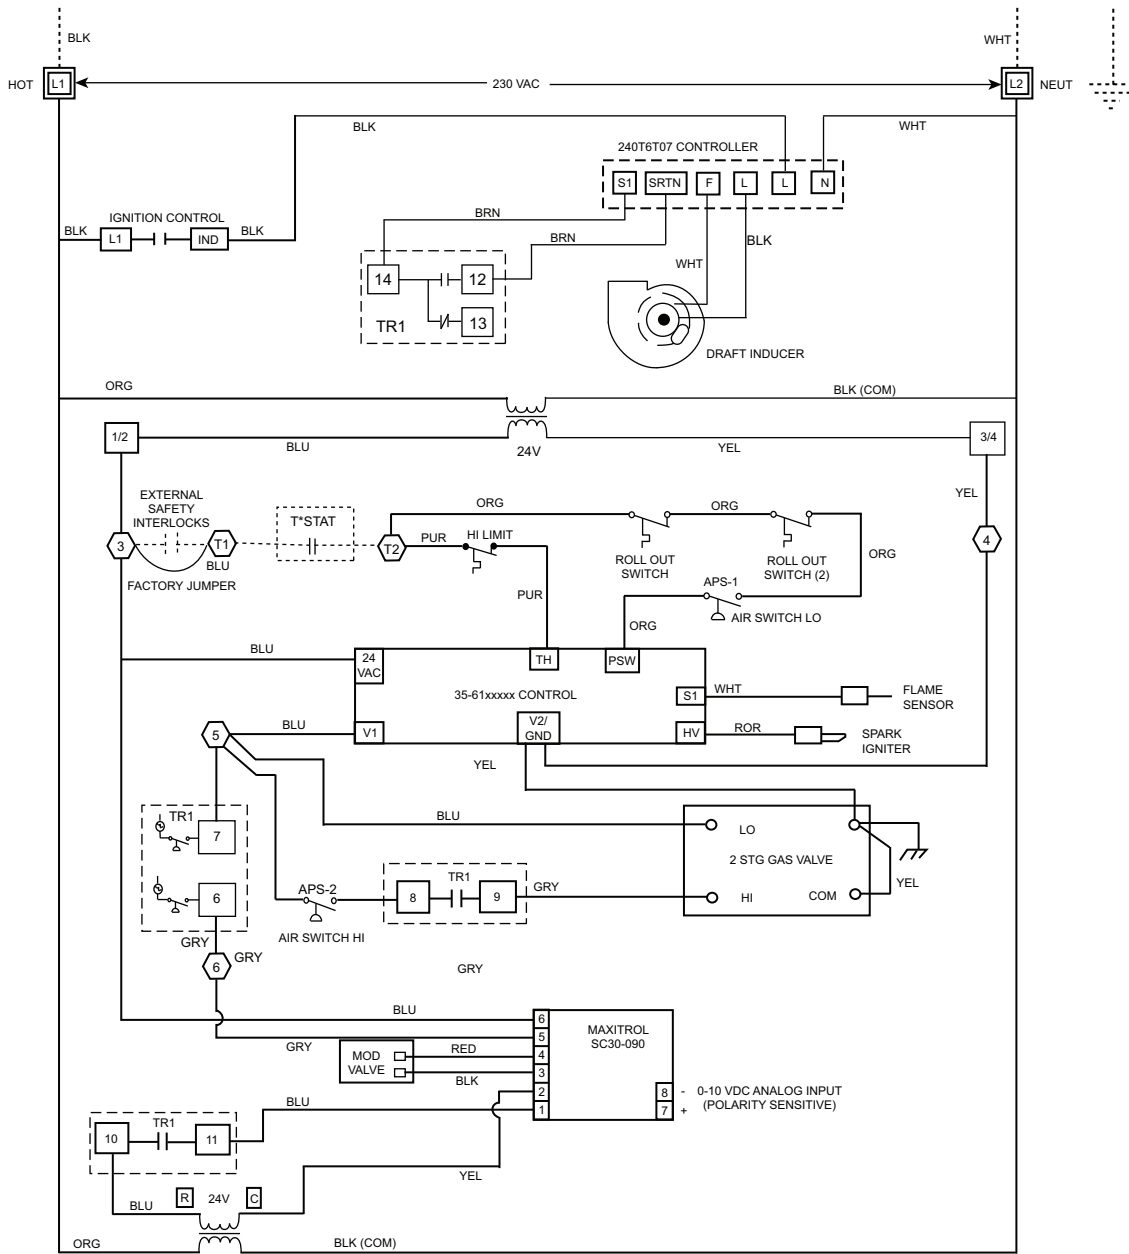 BLK
WHT
HOT
L1
230 VAC
L2
NEUT
BLK
WHT
240T6T07 CONTROLLER
S1
SRTN
F
L
L
N
BRN
IGNITION CONTROL
BLK
L1
IND
BLK
BRN
BLK
WHT
14
12
13
TR1
DRAFT INDUCER
ORG
BLK (COM)
1/2
BLU
24V
YEL
3/4
YEL
EXTERNAL
SAFETY
INTERLOCKS
T*STAT
ORG
ORG
3
T1
BLU
T2
PUR
HI LIMIT
4
ROLL OUT
SWITCH
ROLL OUT
SWITCH (2)
ORG
FACTORY JUMPER
PUR
APS-1
AIR SWITCH LO
ORG
BLU
24
VAC
TH
PSW
35-61xxxxx CONTROL
S1
WHT
FLAME
SENSOR
5
BLU
V1
V2/
GND
HV
ROR
SPARK
IGNITER
YEL
TR1
7
BLU
LO
2 STG GAS VALVE
YEL
6
APS-2
TR1
8
9
GRY
HI
COM
AIR SWITCH HI
GRY
GRY
6
GRY
BLU
6
MAXITROL
SC30-090
5
GRY
MOD
VALVE
RED
4
BLK
3
2
8
-
0-10 VDC ANALOG INPUT
(POLARITY SENSITIVE)
BLU
1
7
+
10
TR1
11
YEL
BLU
R
24V
C
ORG
BLK (COM)